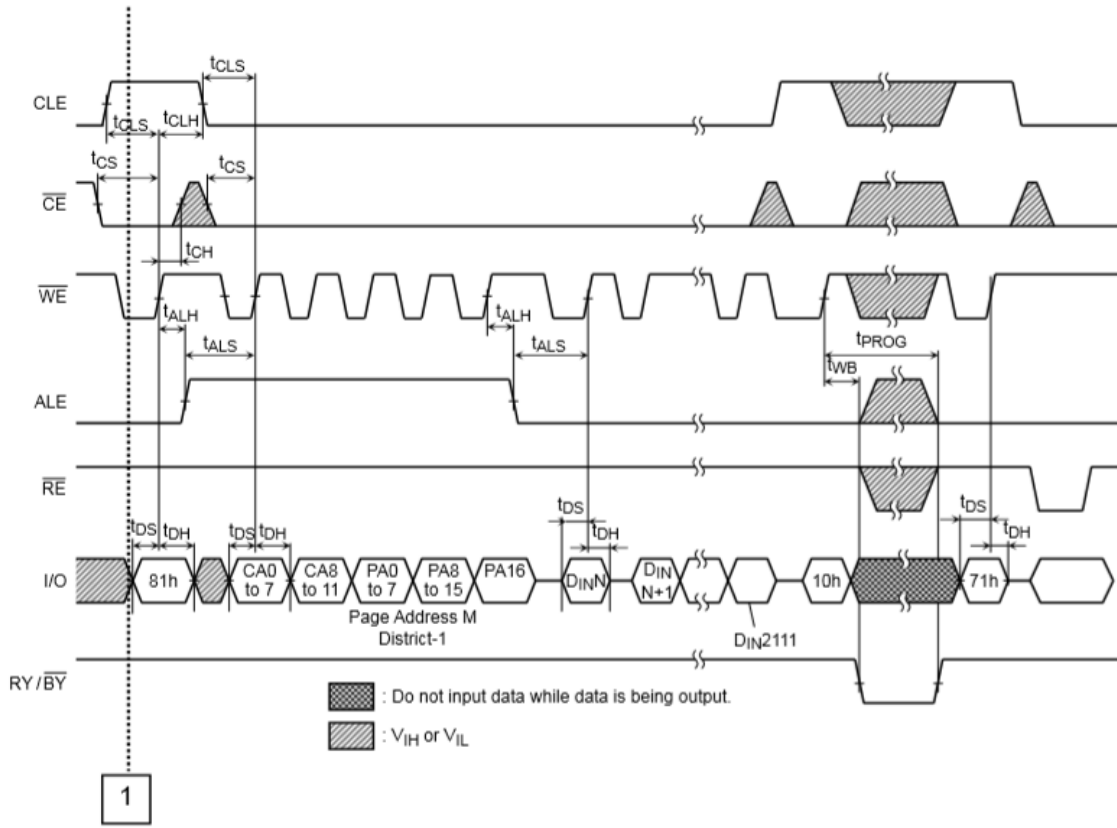 tCLS
CLE
tCLS tCLH
tCS tCS
CE
tCH
WE
tALH tALH
tALS tALS tPROG
tWB
ALE
RE
tDS tDH tDS tDH tDS tDH tDS tDH
I/O 81h CA0 to 7 CA8 to 11 PA0 to 7 PA8 to 15 PA16 DINN DIN N+1 10h 71h
Page Address M
District-1
DIN2111
RY/BY
: Do not input data while data is being output.
: VIH or VIL
1